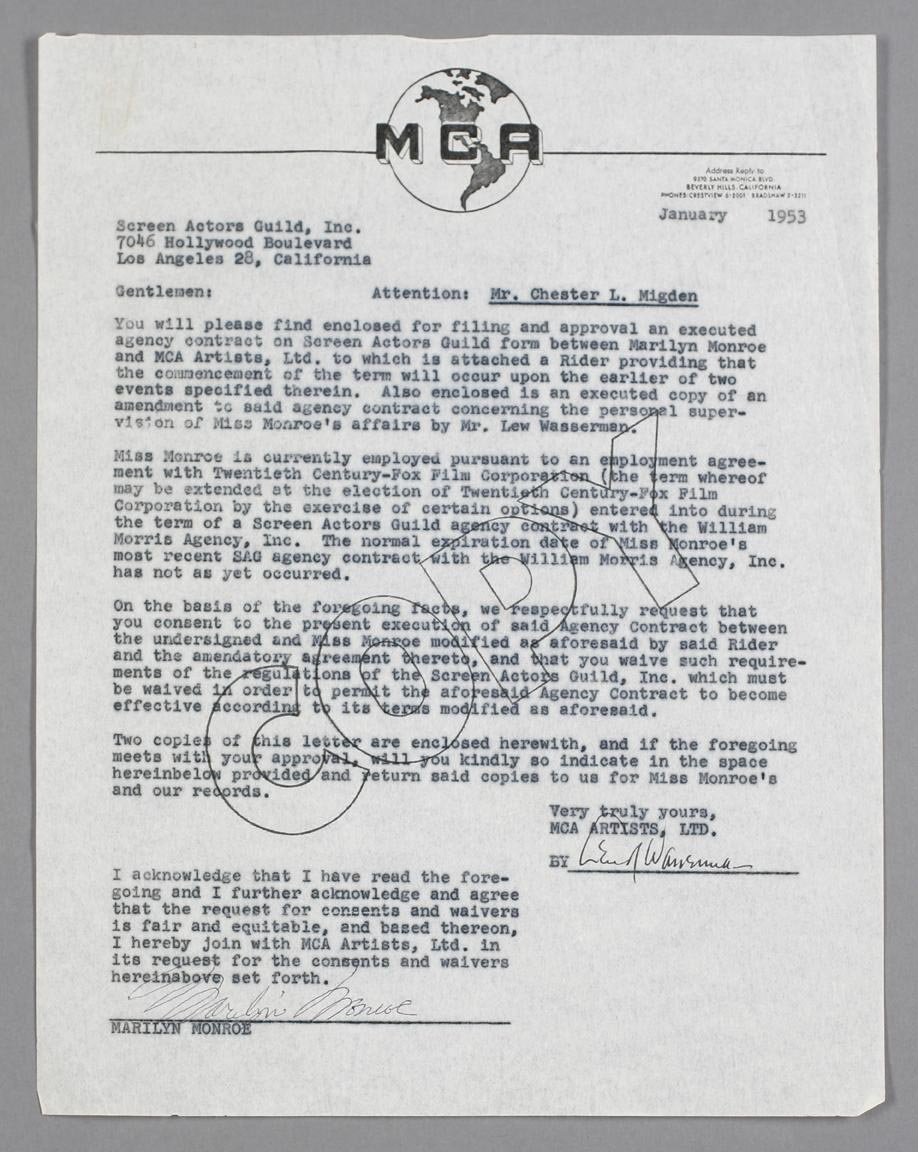 MCA
Address Reply to
9370 SANTA MONICA BLVD.
BEVERLY HILLS, CALIFORNIA
PHONES: CRESTVIEW 6-2001 BRADSHAW 2-3211
January 1953
Screen Actors Guild, Inc.
7046 Hollywood Boulevard
Los Angeles 28, California
Gentlemen: Attention: Mr. Chester L. Migden
You will please find enclosed for filing and approval an executed
agency contract on Screen Actors Guild form between Marilyn Monroe
and MCA Artists, Ltd. to which is attached a Rider providing that
the commencement of the term will occur upon the earlier of two
events specified therein. Also enclosed is an executed copy of an
amendment to said agency contract concerning the personal super-
vision of Miss Monroe's affairs by Mr. Lew Wasserman.
Miss Monroe is currently employed pursuant to an employment agree-
ment with Twentieth Century-Fox Film Corporation (the term whereof
may be extended at the election of Twentieth Century-Fox Film
Corporation by the exercise of certain options) entered into during
the term of a Screen Actors Guild agency contract with the William
Morris Agency, Inc. The normal expiration date of Miss Monroe's
most recent SAG agency contract with the William Morris Agency, Inc.
has not as yet occurred.
On the basis of the foregoing facts, we respectfully request that
you consent to the present execution of said Agency Contract between
the undersigned and Miss Monroe modified as aforesaid by said Rider
and the amendatory agreement thereto, and that you waive such require-
ments of the regulations of the Screen Actors Guild, Inc. which must
be waived in order to permit the aforesaid Agency Contract to become
effective according to its terms modified as aforesaid.
Two copies of this letter are enclosed herewith, and if the foregoing
meets with your approval, will you kindly so indicate in the space
hereinbelow provided and return said copies to us for Miss Monroe's
and our records.
COPY
Very truly yours,
MCA ARTISTS, LTD.
BY Lew R Wasserman
I acknowledge that I have read the fore-
going and I further acknowledge and agree
that the request for consents and waivers
is fair and equitable, and based thereon,
I hereby join with MCA Artists, Ltd. in
its request for the consents and waivers
hereinabove set forth.
Marilyn Monroe
MARILYN MONROE